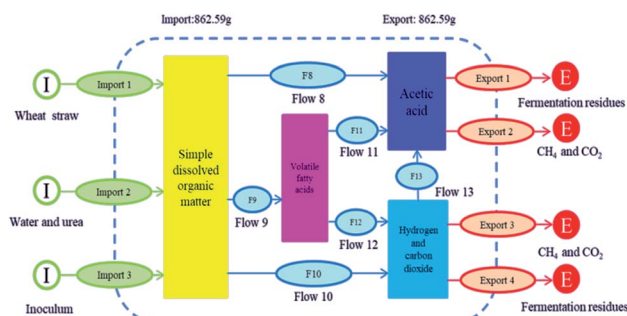 Import:862.59g
Export: 862.59g
I
Import 1
F8
Export 1
E
Wheat straw
Flow 8
Acetic
acid
Fermentation residues
F11
Flow 11
Export 2
E
CH₄ and CO₂
Simple
dissolved
organic
matter
Volatile
fatty
acids
I
Import 2
F9
Flow 9
F13
Flow 13
Water and urea
F12
Flow 12
Hydrogen
and
carbon
dioxide
Export 3
E
CH₄ and CO₂
I
Import 3
F10
Flow 10
Export 4
E
Inoculum
Fermentation residues